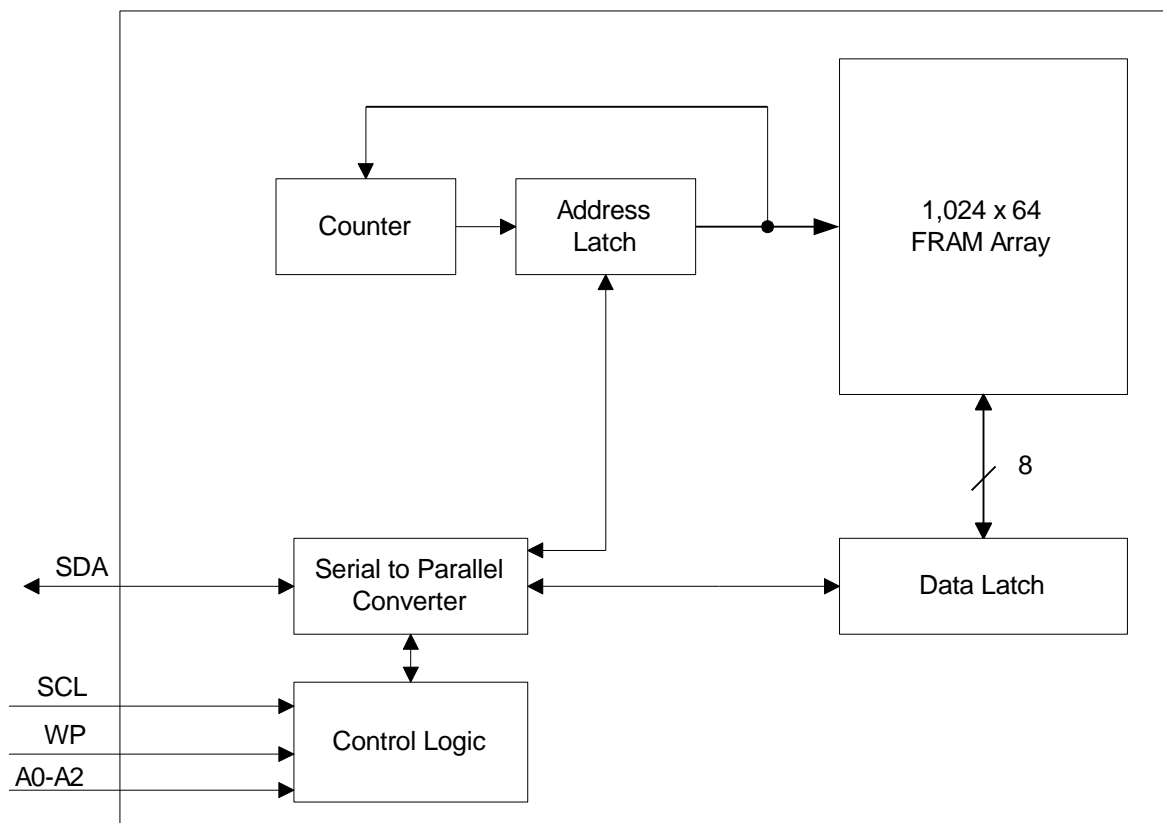 Counter
Address
Latch
1,024 x 64
FRAM Array
8
SDA
Serial to Parallel
Converter
Data Latch
SCL
WP
A0-A2
Control Logic